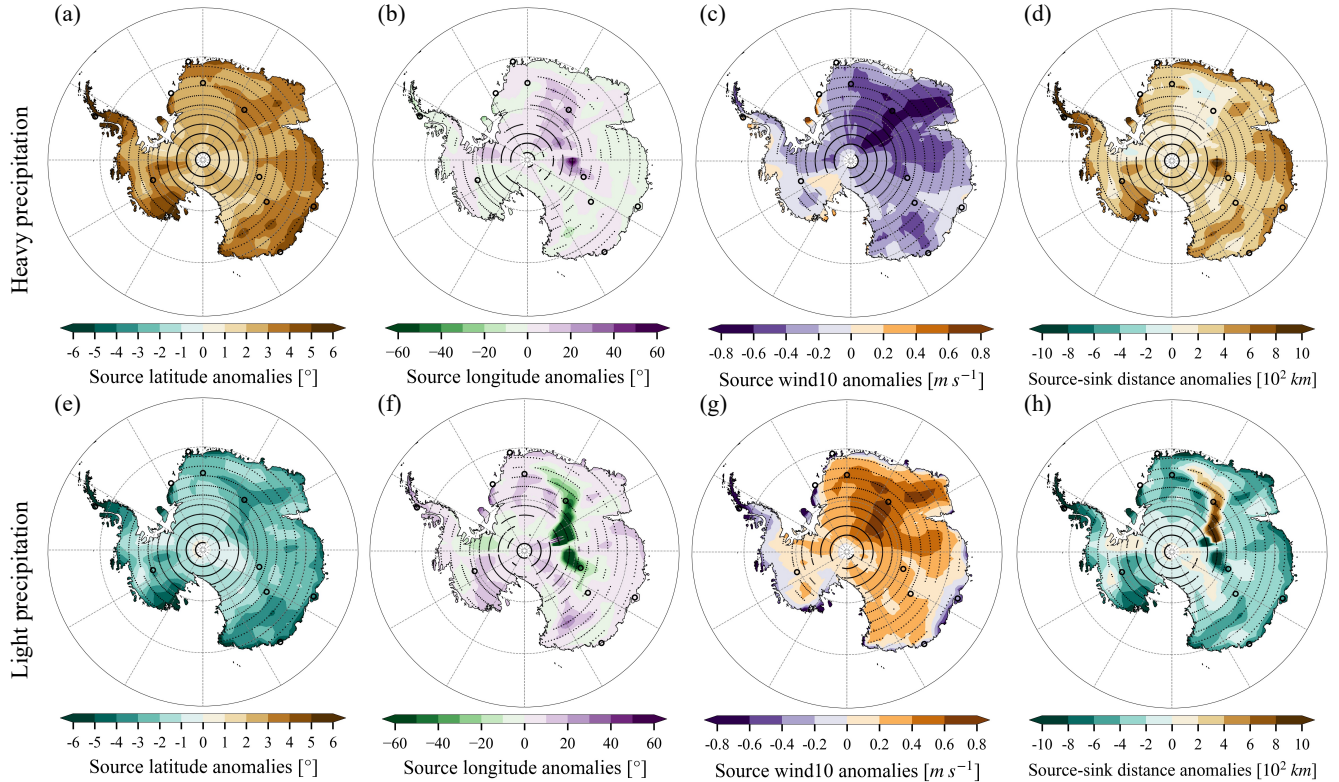 (a) (b) (c) (d)
Heavy precipitation
-6 -5 -4 -3 -2 -1 0 1 2 3 4 5 6
Source latitude anomalies [°]
−60 −40 −20 0 20 40 60
Source longitude anomalies [°]
-0.8 -0.6 -0.4 -0.2 0 0.2 0.4 0.6 0.8
Source wind10 anomalies [m s⁻¹]
-10 -8 -6 -4 -2 0 2 4 6 8 10
Source-sink distance anomalies [10² km]
(e) (f) (g) (h)
Light precipitation
-6 -5 -4 -3 -2 -1 0 1 2 3 4 5 6
Source latitude anomalies [°]
−60 −40 −20 0 20 40 60
Source longitude anomalies [°]
-0.8 -0.6 -0.4 -0.2 0 0.2 0.4 0.6 0.8
Source wind10 anomalies [m s⁻¹]
-10 -8 -6 -4 -2 0 2 4 6 8 10
Source-sink distance anomalies [10² km]